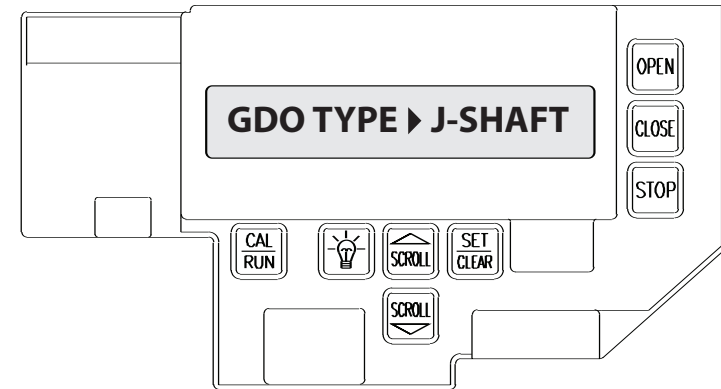 GDO TYPE ▶ J-SHAFT
OPEN
CLOSE
STOP
CAL
RUN
SCROLL
SET
CLEAR
SCROLL